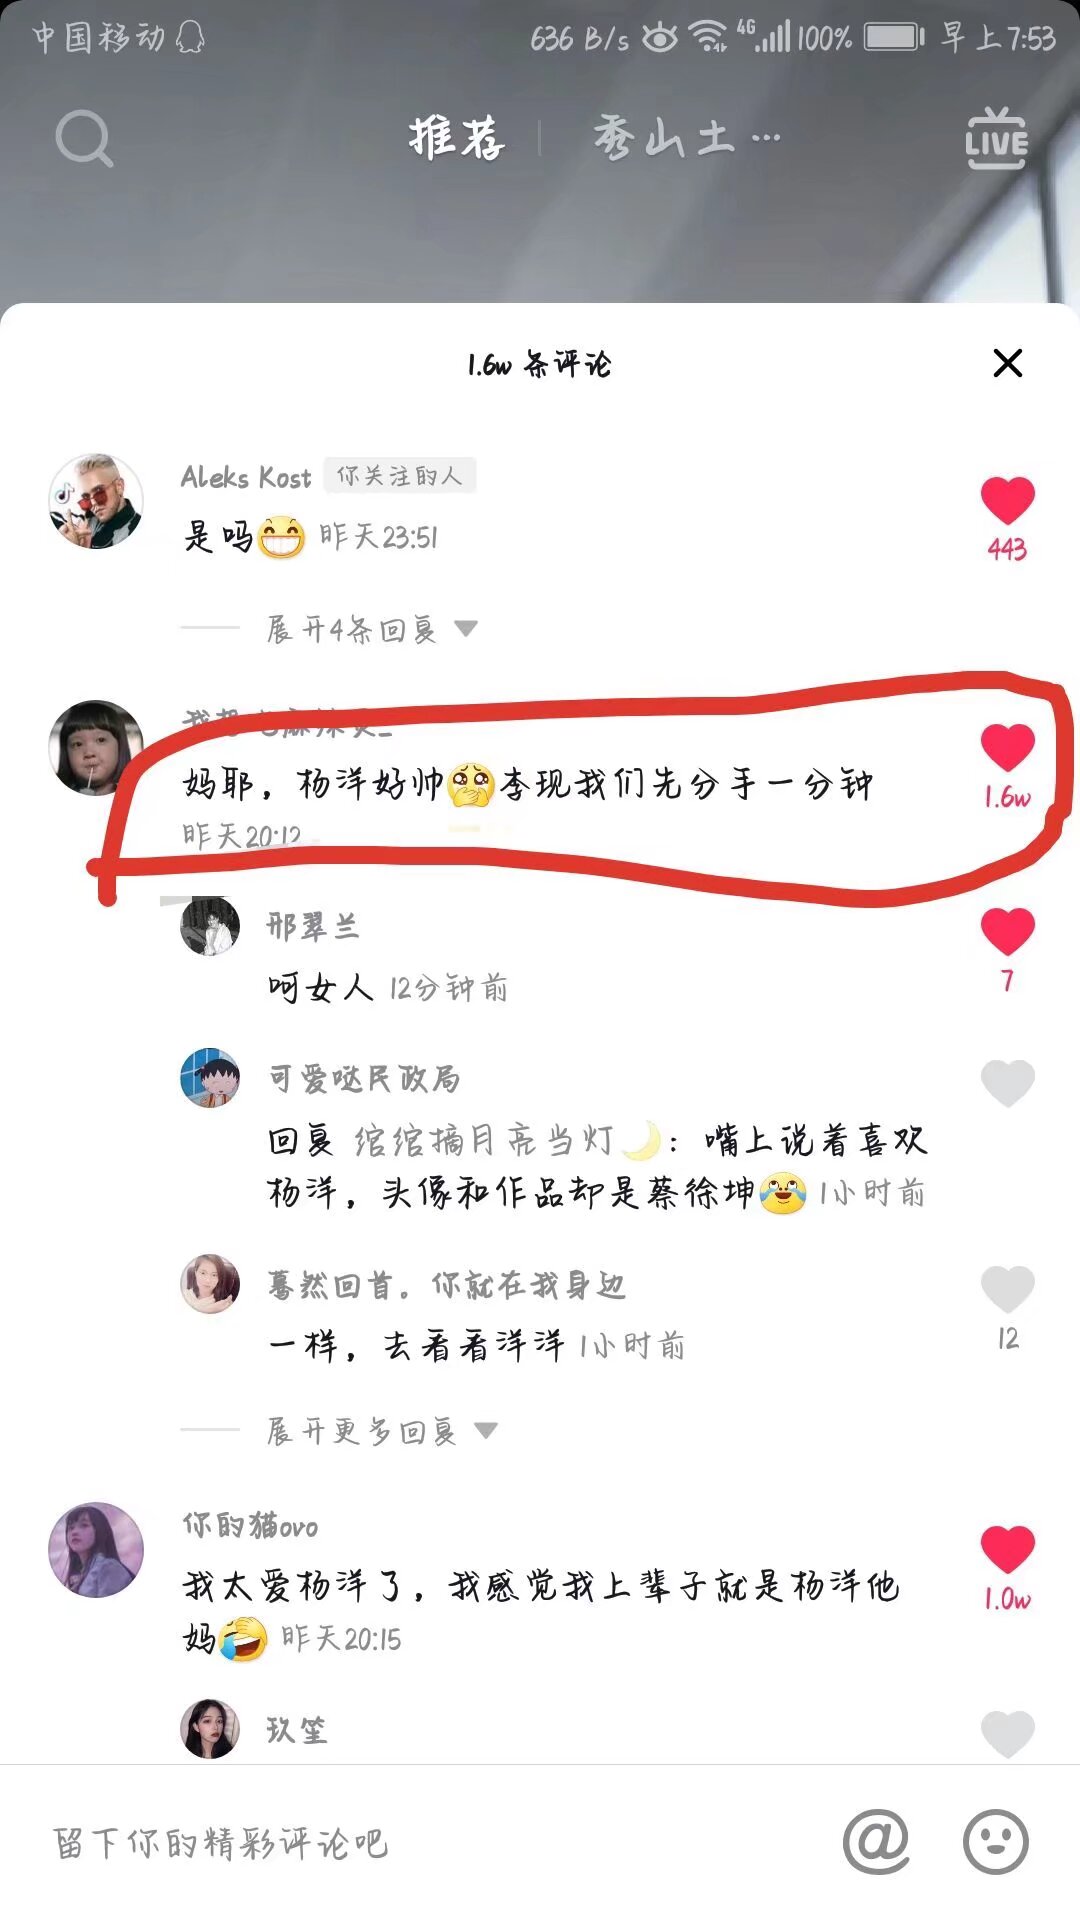 中国移动 636 B/s 4G 100% 早上7:53
推荐 秀山土… LIVE
1.6w 条评论
Aleks Kost 你关注的人
是吗😁 昨天23:51
443
展开4条回复
妈耶，杨洋好帅🥺李现我们先分手一分钟
1.6w
昨天20:12
邢翠兰
呵女人 12分钟前
7
可爱哒民政局
回复 绾绾摘月亮当灯🌙：嘴上说着喜欢
杨洋，头像和作品却是蔡徐坤😂 1小时前
蓦然回首。你就在我身边
一样，去看看洋洋 1小时前
12
展开更多回复
你的猫ovo
我太爱杨洋了，我感觉我上辈子就是杨洋他
妈🤣 昨天20:15
1.0w
玖笙
留下你的精彩评论吧 @